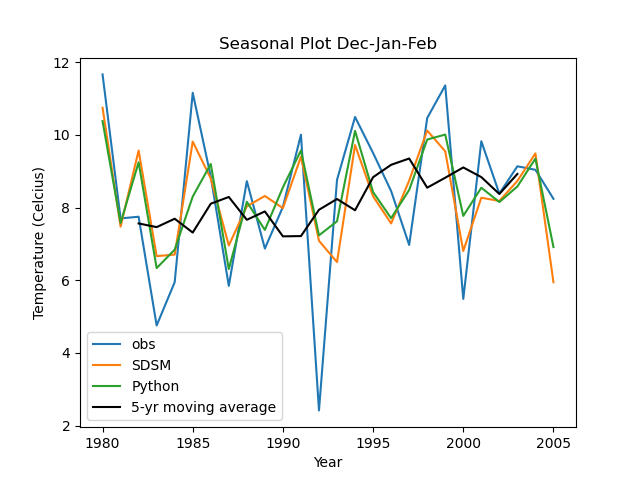 Seasonal Plot Dec-Jan-Feb
Temperature (Celcius)
12
10
8
6
4
2
obs
SDSM
Python
5-yr moving average
1980 1985 1990 1995 2000 2005
Year